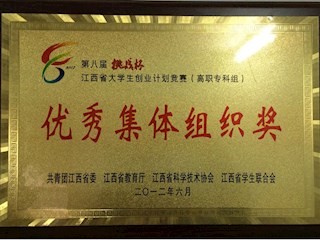 第八届 挑战杯
江西省大学生创业计划竞赛（高职专科组）
优秀集体组织奖
共青团江西省委 江西省教育厅 江西省科学技术协会 江西省学生联合会
二〇一二年六月